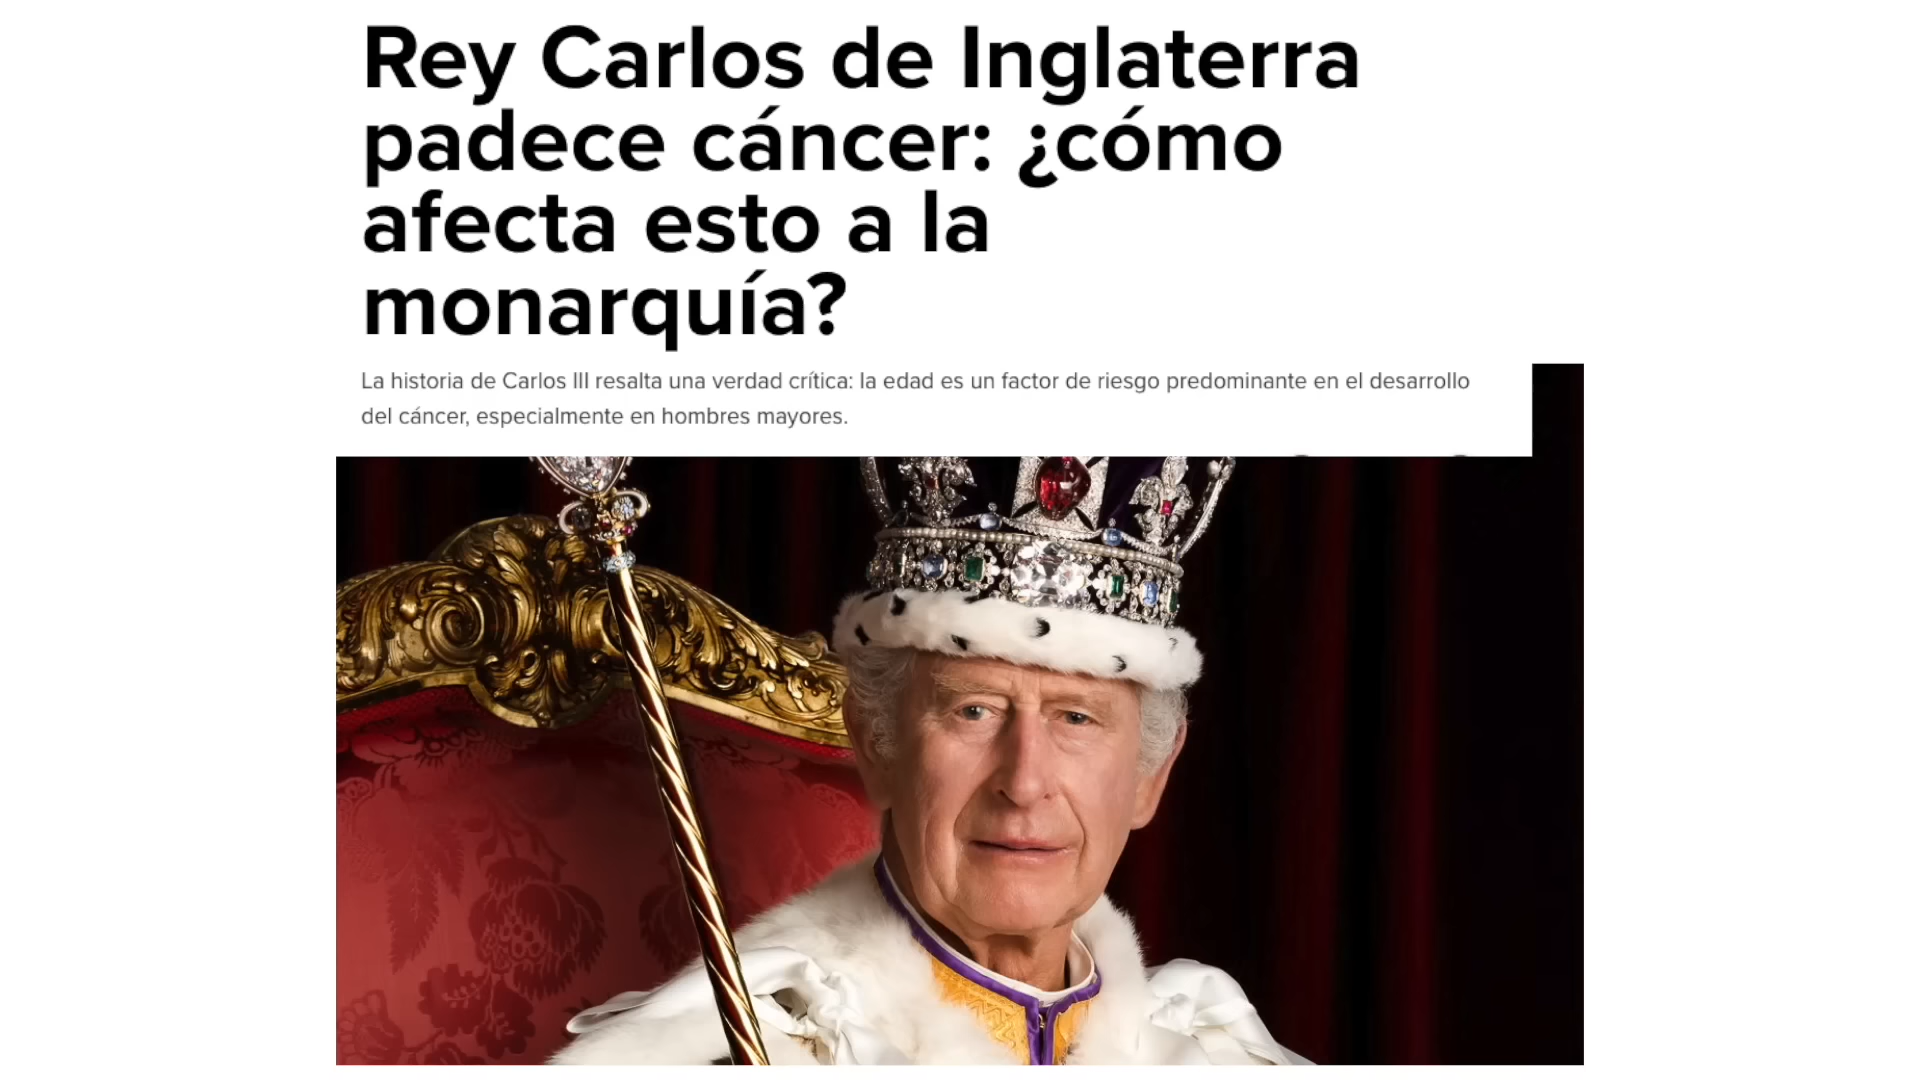 Rey Carlos de Inglaterra
padece cáncer: ¿cómo
afecta esto a la
monarquía?
La historia de Carlos III resalta una verdad crítica: la edad es un factor de riesgo predominante en el desarrollo
del cáncer, especialmente en hombres mayores.